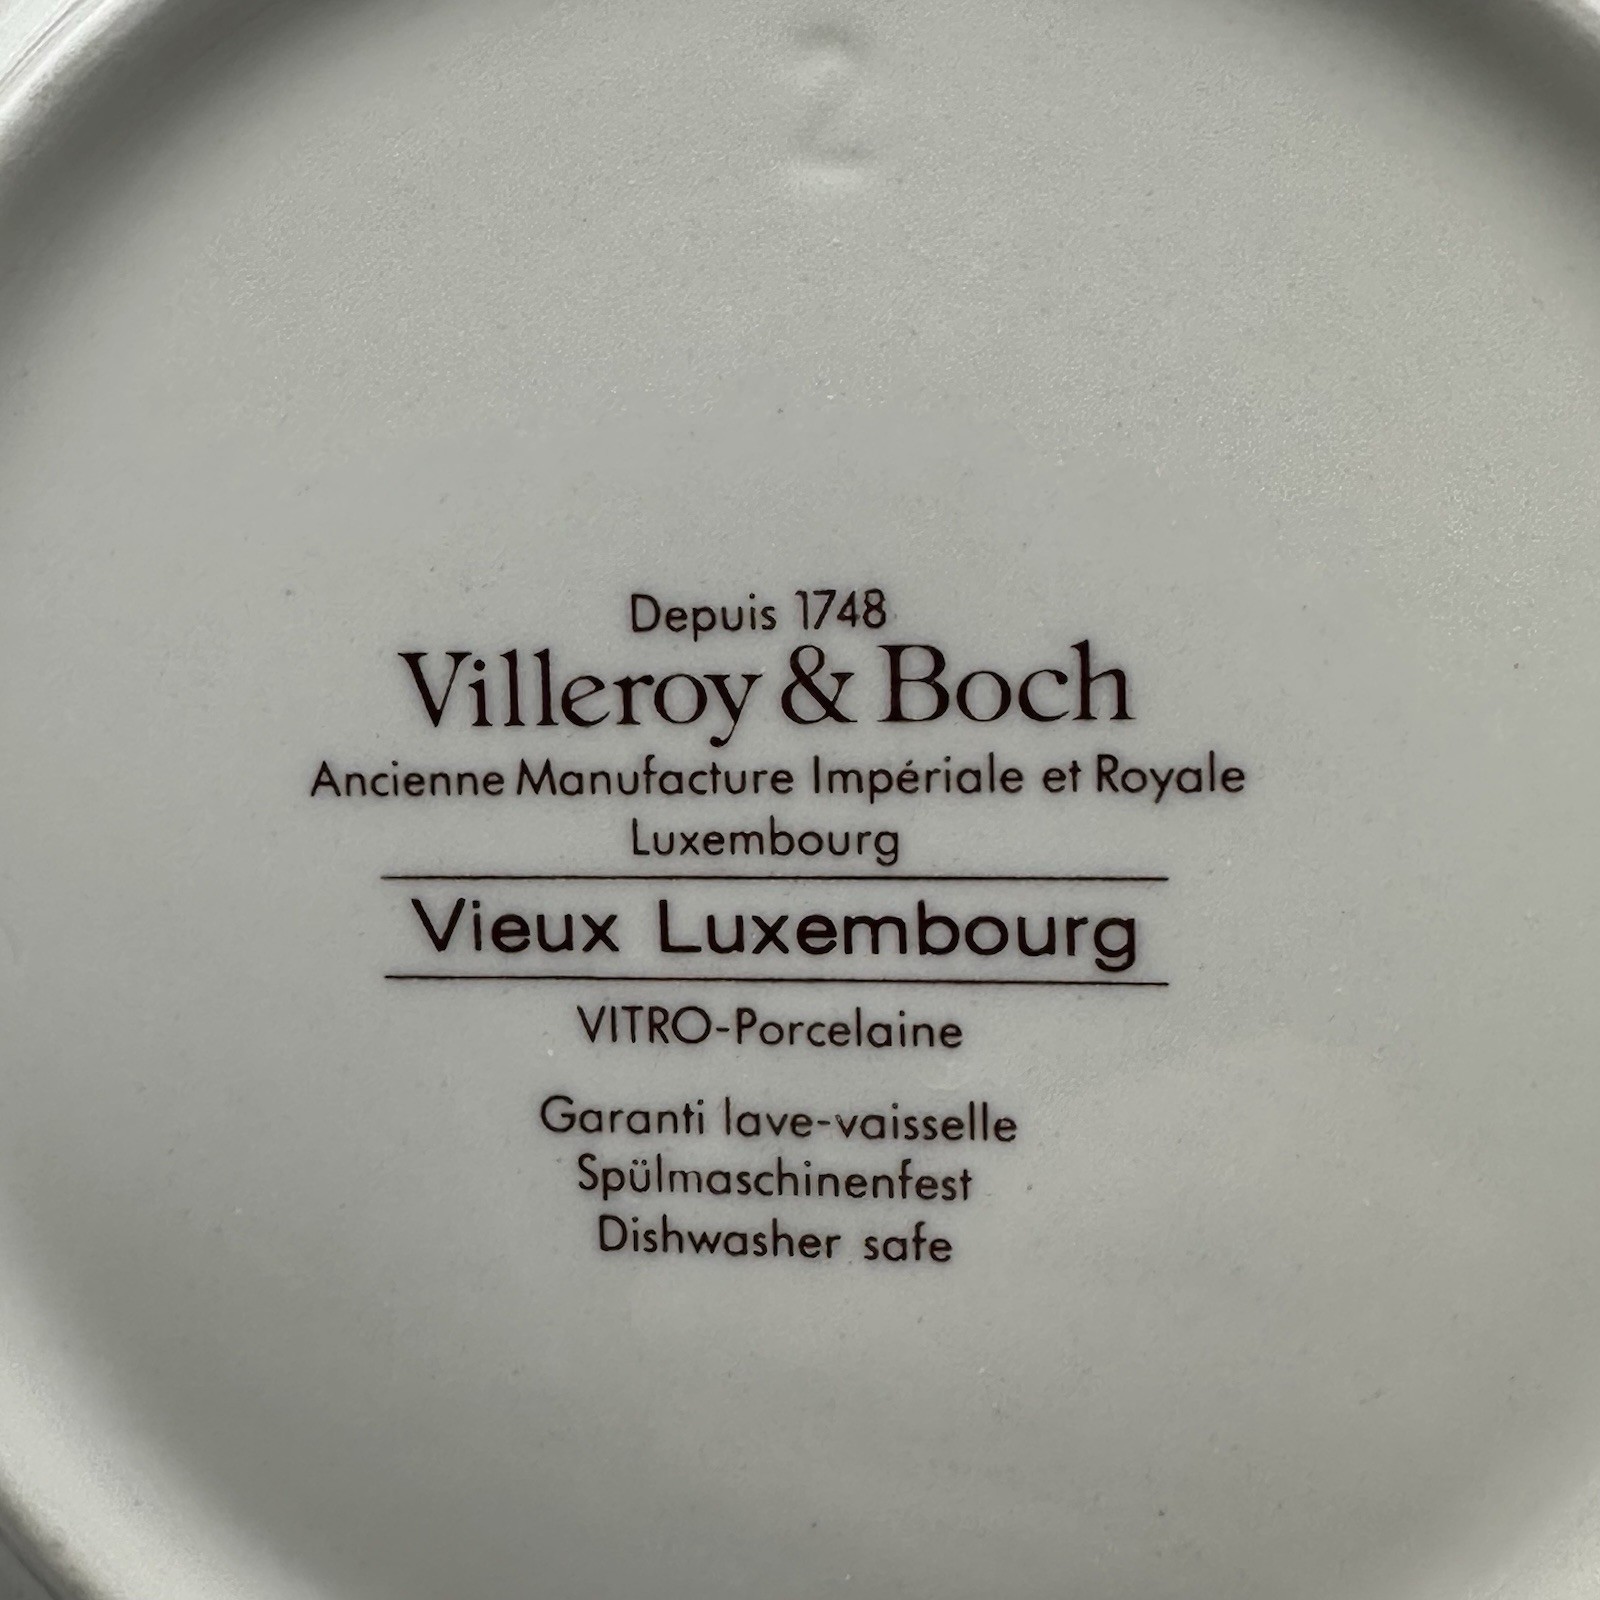 Depuis 1748
Villeroy & Boch
Ancienne Manufacture Impériale et Royale
Luxembourg
Vieux Luxembourg
VITRO-Porcelaine
Garanti lave-vaisselle
Spülmaschinenfest
Dishwasher safe